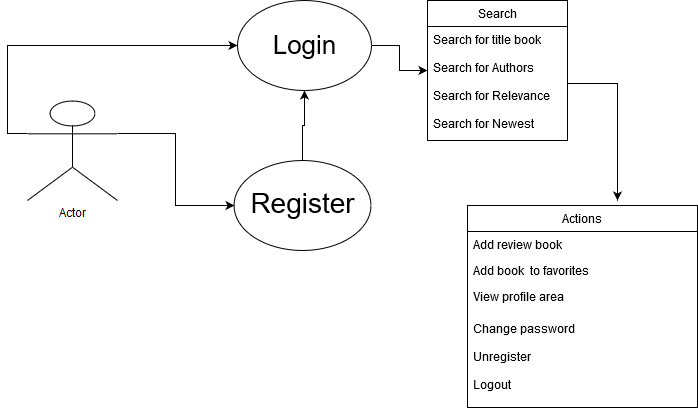 Login
Register
Actor
Search
Search for title book
Search for Authors
Search for Relevance
Search for Newest
Actions
Add review book
Add book to favorites
View profile area
Change password
Unregister
Logout